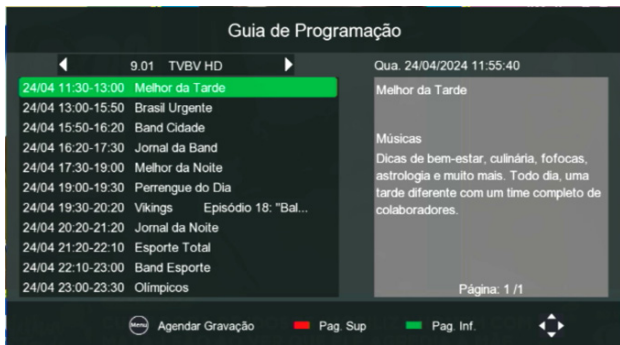 Guia de Programação
9.01 TVBV HD
Qua. 24/04/2024 11:55:40
24/04 11:30-13:00 Melhor da Tarde
24/04 13:00-15:50 Brasil Urgente
24/04 15:50-16:20 Band Cidade
24/04 16:20-17:30 Jornal da Band
24/04 17:30-19:00 Melhor da Noite
24/04 19:00-19:30 Perrengue do Dia
24/04 19:30-20:20 Vikings Episódio 18: "Bal...
24/04 20:20-21:20 Jornal da Noite
24/04 21:20-22:10 Esporte Total
24/04 22:10-23:00 Band Esporte
24/04 23:00-23:30 Olímpicos
Melhor da Tarde
Músicas
Dicas de bem-estar, culinária, fofocas,
astrologia e muito mais. Todo dia, uma
tarde diferente com um time completo de
colaboradores.
Página: 1 /1
Menu Agendar Gravação Pag. Sup Pag. Inf.